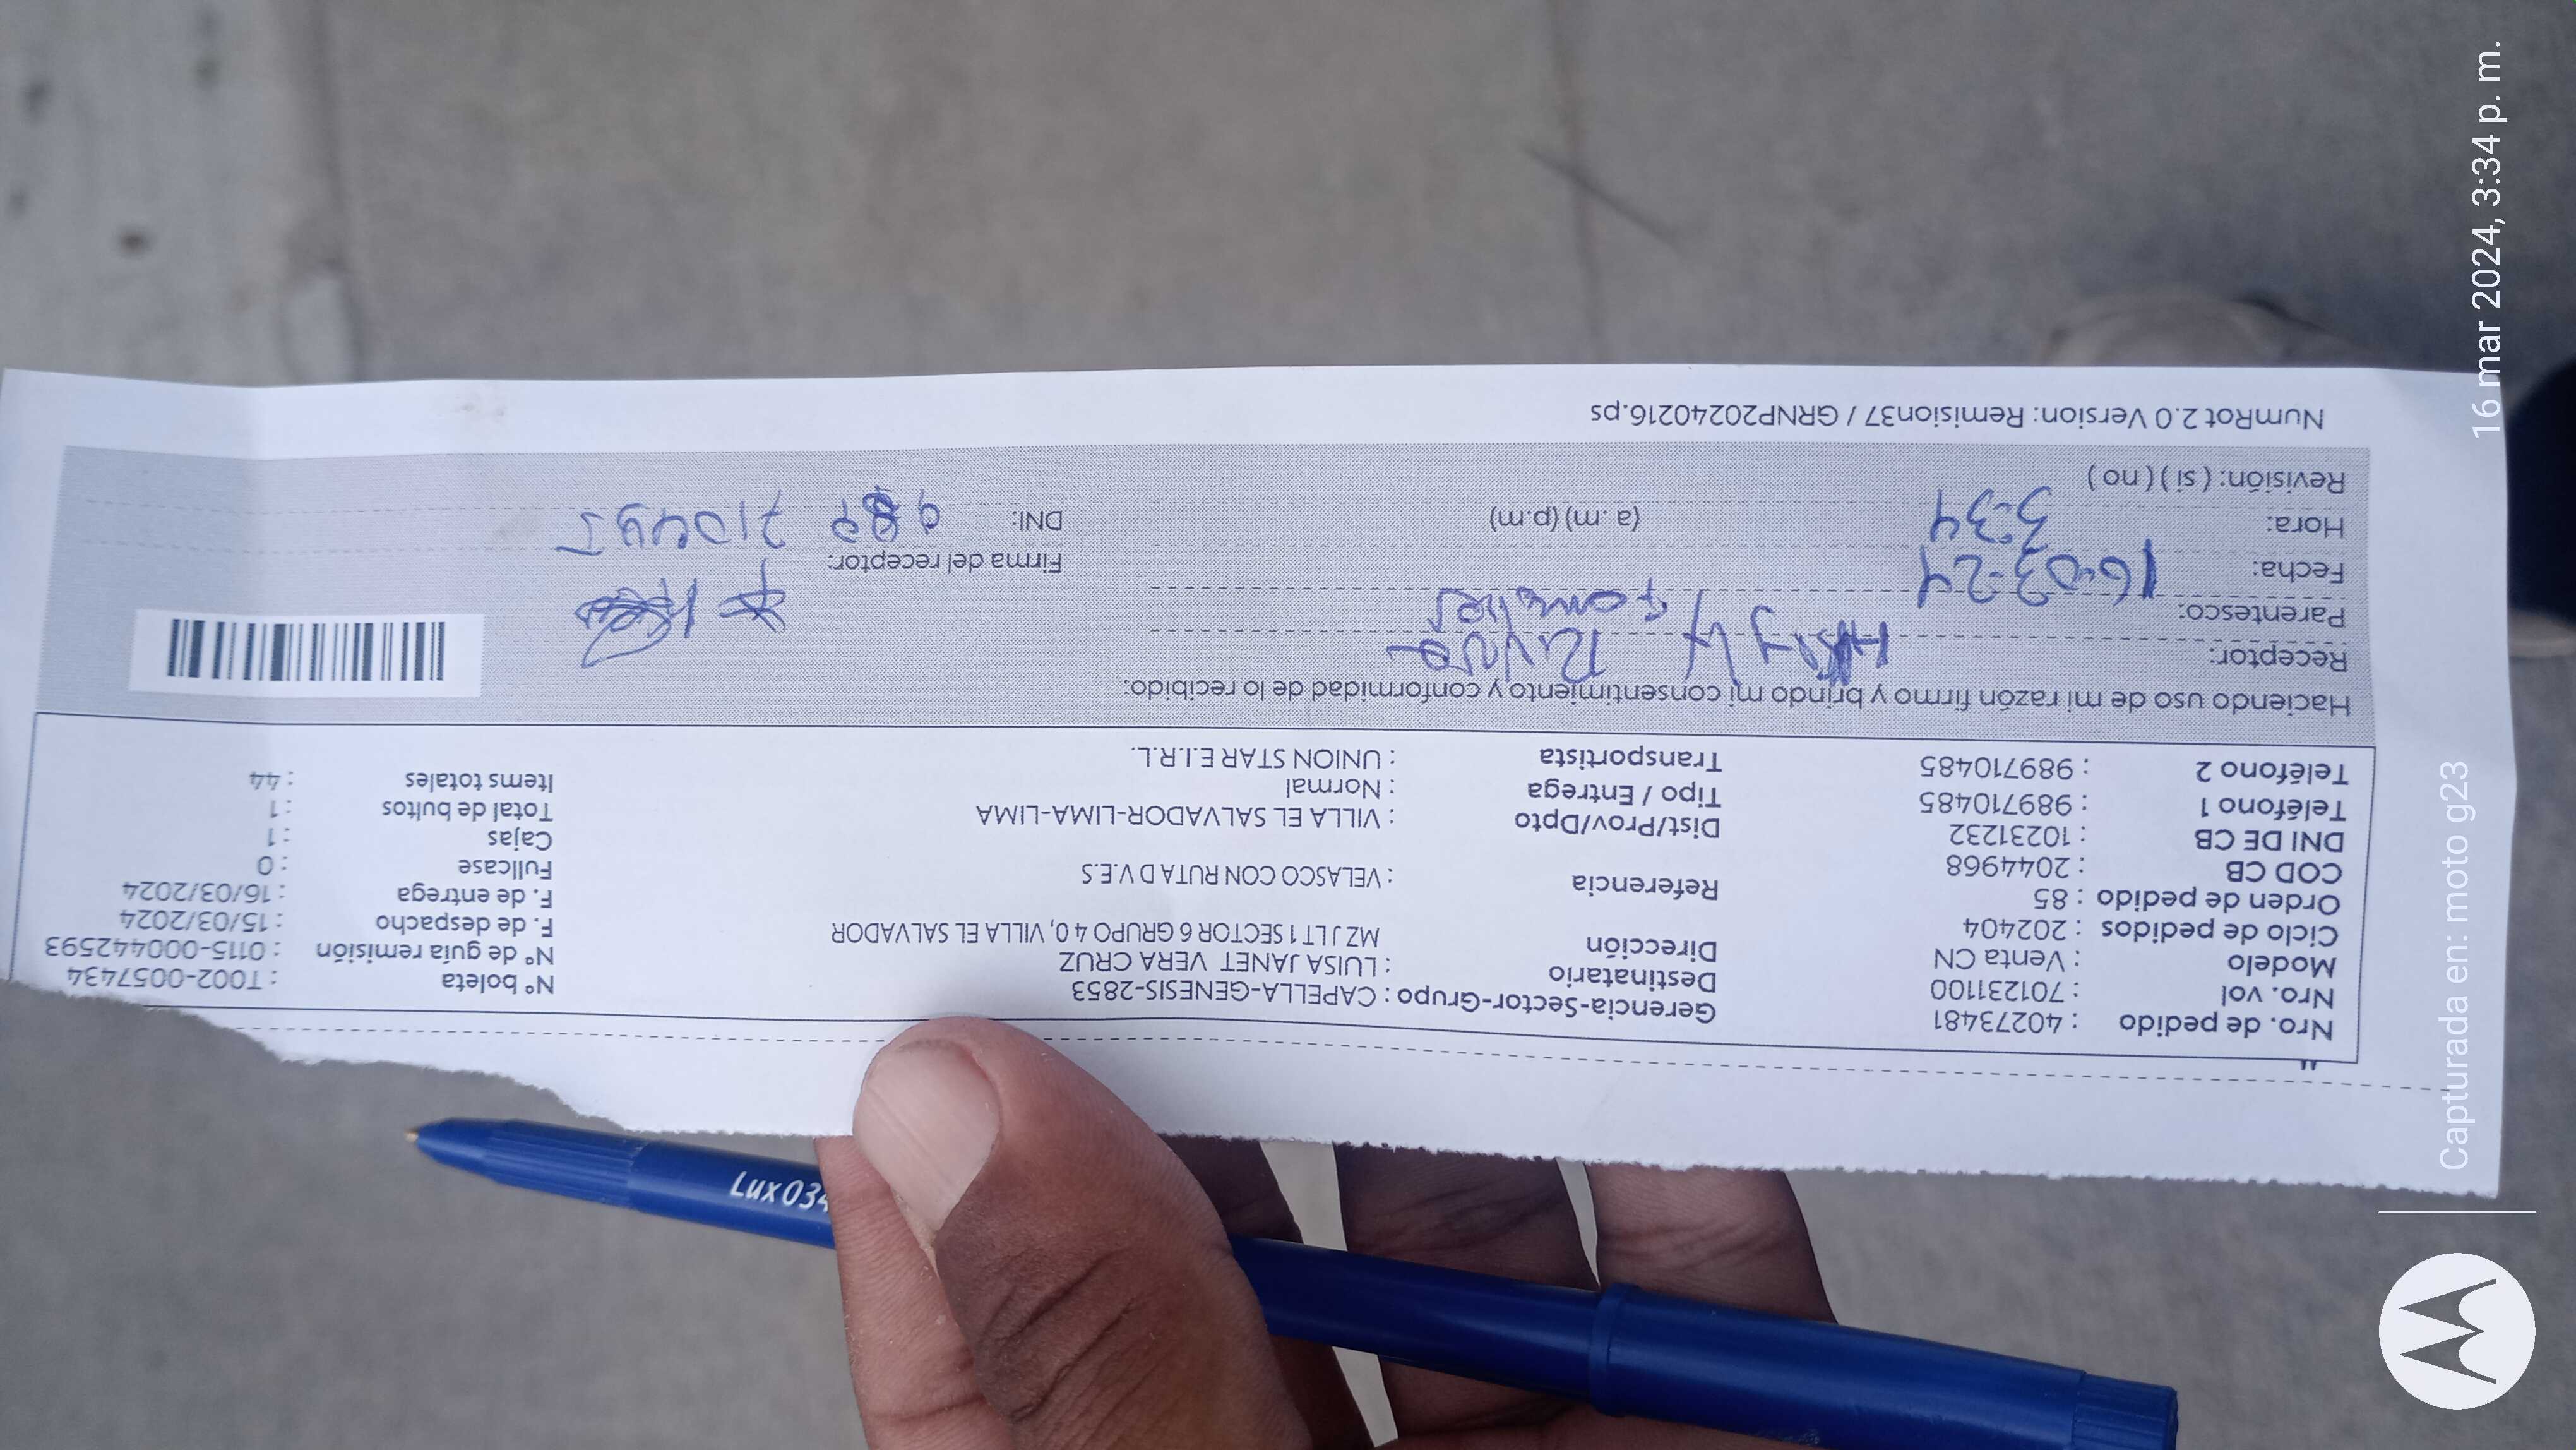 Nro. de pedido : 40273481
Nro. vol : 701231100
Modelo : Venta CN
Ciclo de pedidos : 202404
Orden de pedido : 85
COD CB : 2044968
DNI DE CB : 10231232
Teléfono 1 : 989710485
Teléfono 2 : 989710485
Gerencia-Sector-Grupo : CAPELLA-GENESIS-2853
Destinatario : LUISA JANET VERA CRUZ
Dirección MZ J LT 1 SECTOR 6 GRUPO 4 0, VILLA EL SALVADOR
Referencia : VELASCO CON RUTA D V.E.S
Dist/Prov/Dpto : VILLA EL SALVADOR-LIMA-LIMA
Tipo / Entrega : Normal
Transportista : UNION STAR E.I.R.L.
N° boleta : T002-0057434
N° de guía remisión : 0115-000442593
F. de despacho : 15/03/2024
F. de entrega : 16/03/2024
Fullcase : 0
Cajas : 1
Total de bultos : 1
Items totales : 44
Haciendo uso de mi razón firmo y brindo mi consentimiento y conformidad de lo recibido:
Receptor:
Parentesco:
Fecha: 16-03-24
Hora: 3:34 (a.m) (p.m)
Revisión: ( si ) ( no )
Firma del receptor:
DNI:
NumRot 2.0 Version: Remision37 / GRNP20240216.ps
Lux 034
Capturada en: moto g23
16 mar 2024, 3:34 p. m.